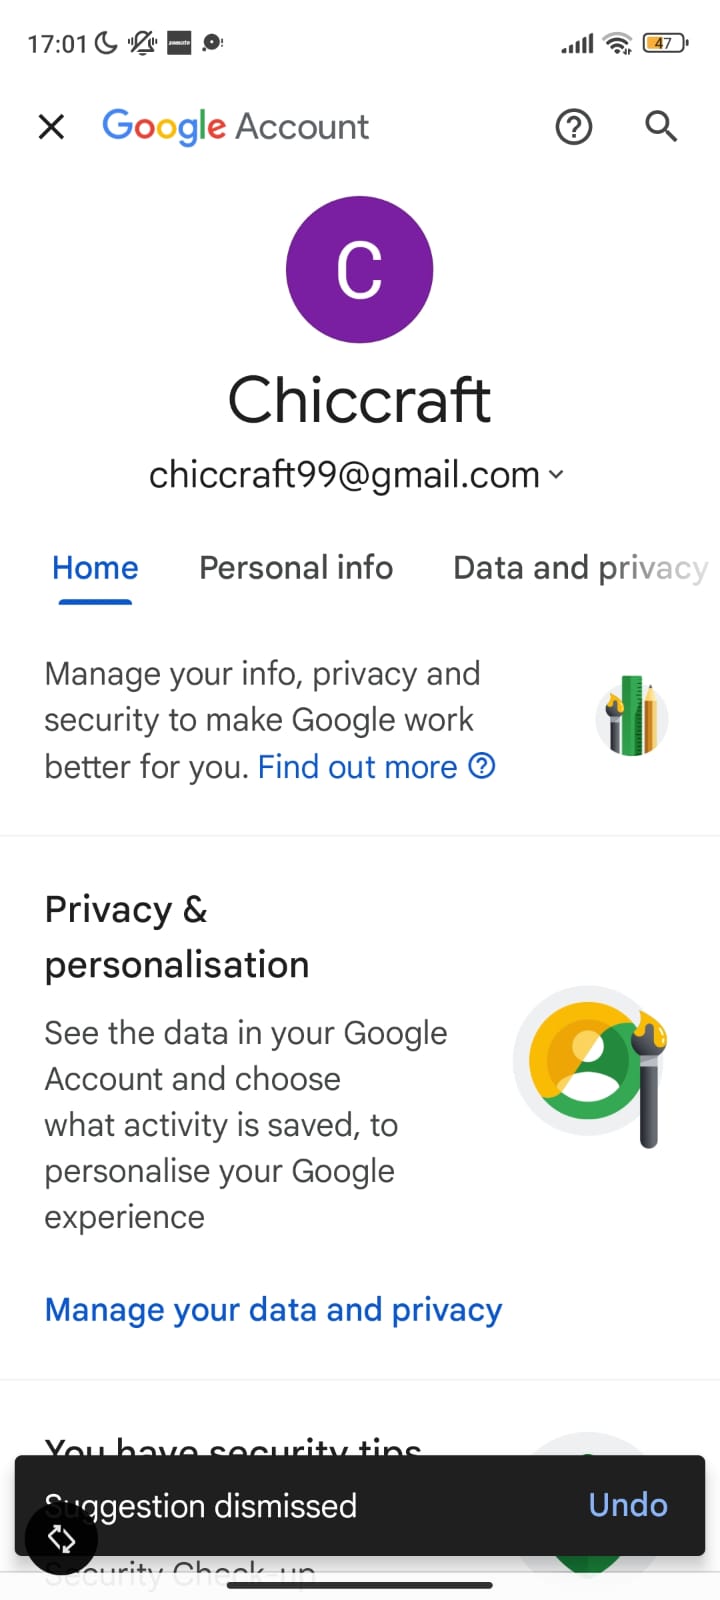 17:01
47
Google Account
C
Chiccraft
chiccraft99@gmail.com
Home Personal info Data and privacy
Manage your info, privacy and
security to make Google work
better for you. Find out more
Privacy &
personalisation
See the data in your Google
Account and choose
what activity is saved, to
personalise your Google
experience
Manage your data and privacy
You have security tips
Suggestion dismissed Undo
Security Check-up